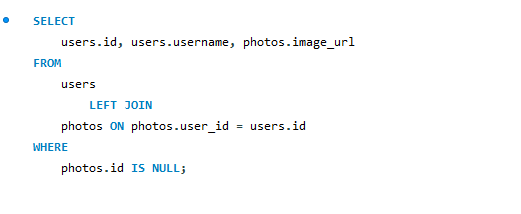 SELECT
users.id, users.username, photos.image_url
FROM
users
LEFT JOIN
photos ON photos.user_id = users.id
WHERE
photos.id IS NULL;